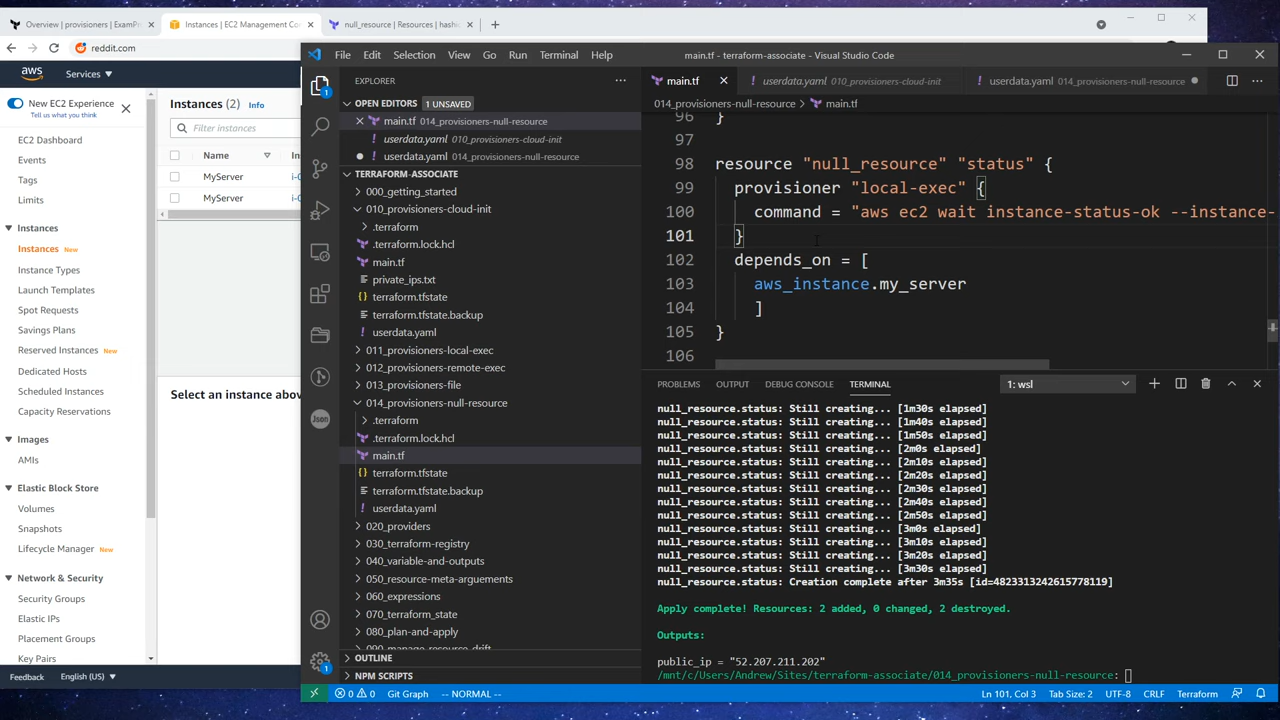 Overview | provisioners | ExamPro
Instances | EC2 Management Co
null_resource | Resources | hashic
reddit.com
aws
Services
New EC2 Experience
Tell us what you think
EC2 Dashboard
Events
Tags
Limits
Instances
Instances New
Instance Types
Launch Templates
Spot Requests
Savings Plans
Reserved Instances New
Dedicated Hosts
Scheduled Instances
Capacity Reservations
Images
AMIs
Elastic Block Store
Volumes
Snapshots
Lifecycle Manager New
Network & Security
Security Groups
Elastic IPs
Placement Groups
Key Pairs
Feedback
English (US)
Instances (2) Info
Filter instances
Name
MyServer
MyServer
Select an instance abov
File Edit Selection View Go Run Terminal Help
main.tf - terraform-associate - Visual Studio Code
EXPLORER
OPEN EDITORS 1 UNSAVED
main.tf 014_provisioners-null-resource
userdata.yaml 010_provisioners-cloud-init
userdata.yaml 014_provisioners-null-resource
TERRAFORM-ASSOCIATE
000_getting_started
010_provisioners-cloud-init
.terraform
.terraform.lock.hcl
main.tf
private_ips.txt
terraform.tfstate
terraform.tfstate.backup
userdata.yaml
011_provisioners-local-exec
012_provisioners-remote-exec
013_provisioners-file
014_provisioners-null-resource
.terraform
.terraform.lock.hcl
main.tf
terraform.tfstate
terraform.tfstate.backup
userdata.yaml
020_providers
030_terraform-registry
040_variable-and-outputs
050_resource-meta-arguements
060_expressions
070_terraform_state
080_plan-and-apply
090_manage_resource_drift
OUTLINE
NPM SCRIPTS
main.tf
userdata.yaml 010_provisioners-cloud-init
userdata.yaml 014_provisioners-null-resource
014_provisioners-null-resource > main.tf
96 }
97
98 resource "null_resource" "status" {
99 provisioner "local-exec" {
100 command = "aws ec2 wait instance-status-ok --instance-
101 }
102 depends_on = [
103 aws_instance.my_server
104 ]
105 }
106
PROBLEMS OUTPUT DEBUG CONSOLE TERMINAL
1: wsl
null_resource.status: Still creating... [1m30s elapsed]
null_resource.status: Still creating... [1m40s elapsed]
null_resource.status: Still creating... [1m50s elapsed]
null_resource.status: Still creating... [2m0s elapsed]
null_resource.status: Still creating... [2m10s elapsed]
null_resource.status: Still creating... [2m20s elapsed]
null_resource.status: Still creating... [2m30s elapsed]
null_resource.status: Still creating... [2m40s elapsed]
null_resource.status: Still creating... [2m50s elapsed]
null_resource.status: Still creating... [3m0s elapsed]
null_resource.status: Still creating... [3m10s elapsed]
null_resource.status: Still creating... [3m20s elapsed]
null_resource.status: Still creating... [3m30s elapsed]
null_resource.status: Creation complete after 3m35s [id=4823313242615778119]
Apply complete! Resources: 2 added, 0 changed, 2 destroyed.
Outputs:
public_ip = "52.207.211.202"
/mnt/c/Users/Andrew/Sites/terraform-associate/014_provisioners-null-resource:
0 0 Git Graph -- NORMAL -- Ln 101, Col 3 Tab Size: 2 UTF-8 CRLF Terraform